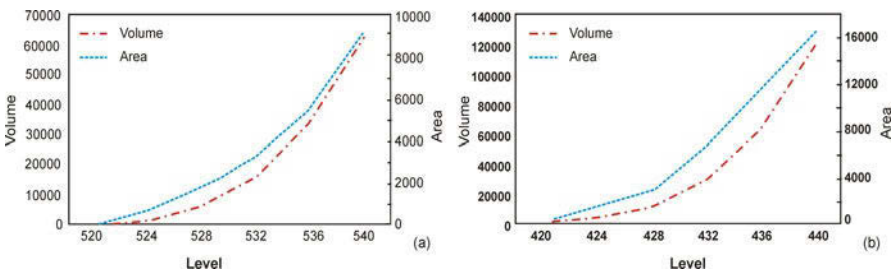 70000
60000
50000
40000
30000
20000
10000
0
Volume
Volume
Area
10000
8000
6000
4000
2000
0
Area
520 524 528 532 536 540
Level
(a)
140000
120000
100000
80000
60000
40000
20000
0
Volume
Volume
Area
16000
12000
8000
4000
0
Area
420 424 428 432 436 440
Level
(b)